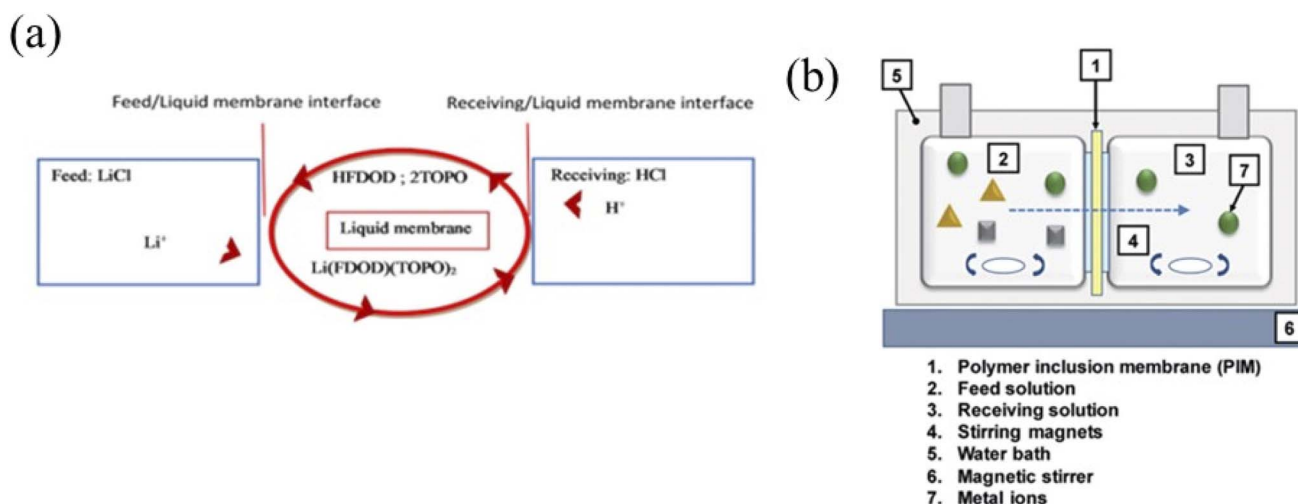 (a)
Feed/Liquid membrane interface
Receiving/Liquid membrane interface
Feed: LiCl
Li⁺
HFDOD ; 2TOPO
Liquid membrane
Li(FDOD)(TOPO)₂
Receiving: HCl
H⁺
(b)
5
1
2
3
7
4
6
1. Polymer inclusion membrane (PIM)
2. Feed solution
3. Receiving solution
4. Stirring magnets
5. Water bath
6. Magnetic stirrer
7. Metal ions